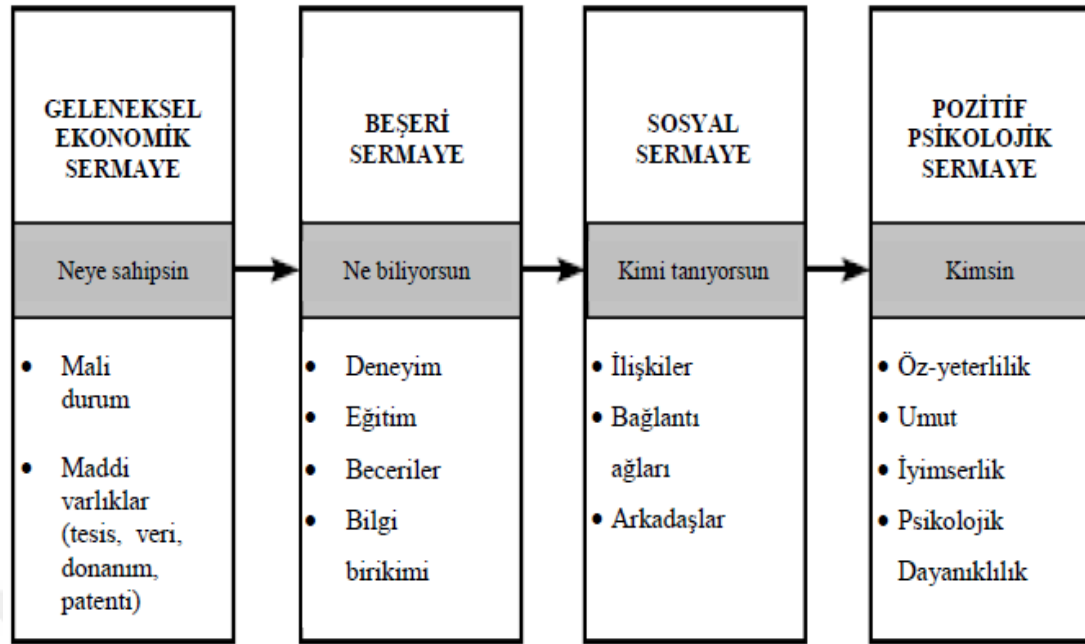 GELENEKSEL
EKONOMİK
SERMAYE
Neye sahipsin
• Mali
durum
• Maddi
varlıklar
(tesis, veri,
donanım,
patenti)
BEŞERİ
SERMAYE
Ne biliyorsun
• Deneyim
• Eğitim
• Beceriler
• Bilgi
birikimi
SOSYAL
SERMAYE
Kimi tanıyorsun
• İlişkiler
• Bağlantı
ağları
• Arkadaşlar
POZİTİF
PSİKOLOJİK
SERMAYE
Kimsin
• Öz-yeterlilik
• Umut
• İyimserlik
• Psikolojik
Dayanıklılık